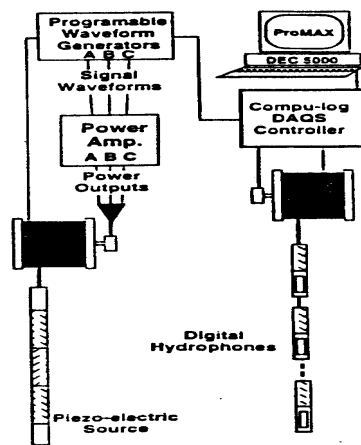 Programable
Waveform
Generators
A B C
Signal
Waveforms
Power
Amp.
A B C
Power
Outputs
Piezo-electric
Source
ProMAX
DEC 5000
Compu-log
DAQS
Controller
Digital
Hydrophones